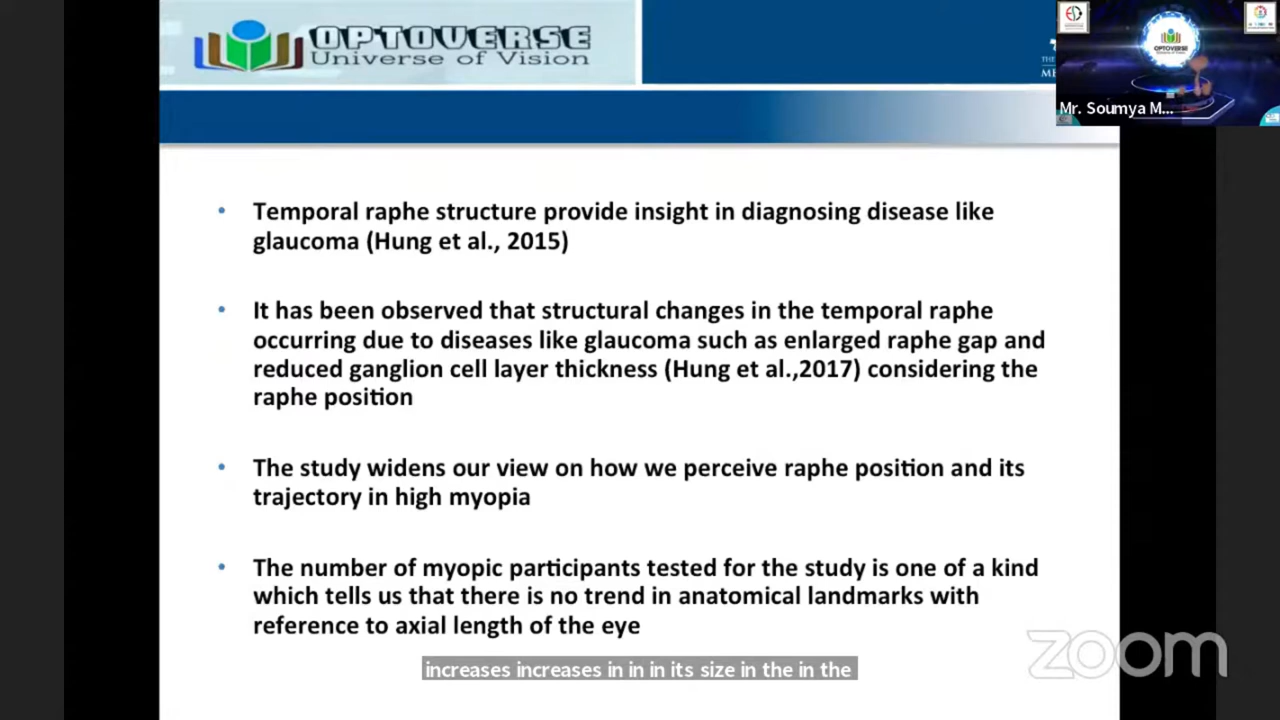 OPTOVERSE
Universe of Vision
THE
ME
OPTOVERSE
Mr. Soumya M...
• Temporal raphe structure provide insight in diagnosing disease like
glaucoma (Hung et al., 2015)
• It has been observed that structural changes in the temporal raphe
occurring due to diseases like glaucoma such as enlarged raphe gap and
reduced ganglion cell layer thickness (Hung et al.,2017) considering the
raphe position
• The study widens our view on how we perceive raphe position and its
trajectory in high myopia
• The number of myopic participants tested for the study is one of a kind
which tells us that there is no trend in anatomical landmarks with
reference to axial length of the eye
increases increases in in in its size in the in the
zoom